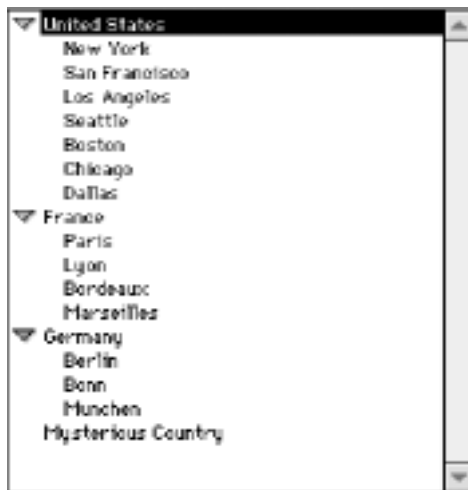 United States
New York
San Francisco
Los Angeles
Seattle
Boston
Chicago
Dallas
France
Paris
Lyon
Bordeaux
Marseilles
Germany
Berlin
Bonn
Munchen
Mysterious Country